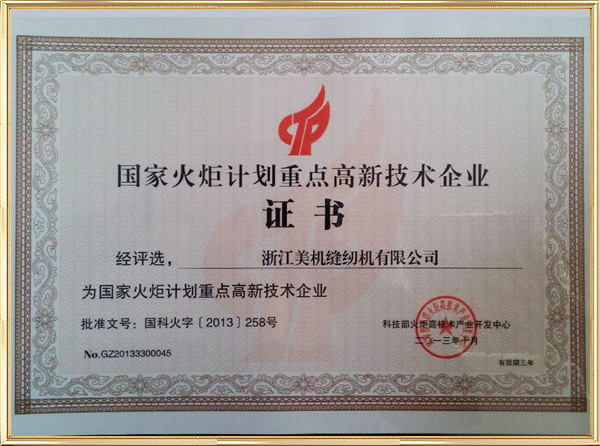 CTP
国家火炬计划重点高新技术企业
证书
经评选，浙江美机缝纫机有限公司
为国家火炬计划重点高新技术企业
批准文号：国科火字〔2013〕258号
科技部火炬高技术产业开发中心
二〇一三年十月
No.GZ20133300045
有效期三年